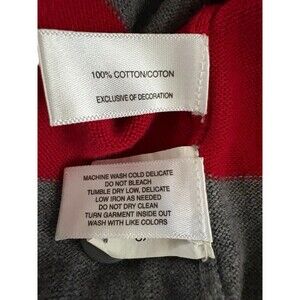 100% COTTON/COTON
EXCLUSIVE OF DECORATION
MACHINE WASH COLD DELICATE
DO NOT BLEACH
TUMBLE DRY LOW, DELICATE
LOW IRON AS NEEDED
DO NOT DRY CLEAN
TURN GARMENT INSIDE OUT
WASH WITH LIKE COLORS